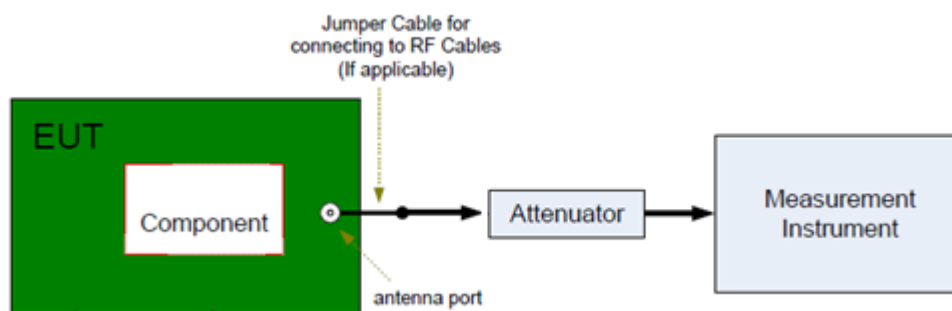 Jumper Cable for
connecting to RF Cables
(If applicable)
EUT
Component
Attenuator
Measurement
Instrument
antenna port